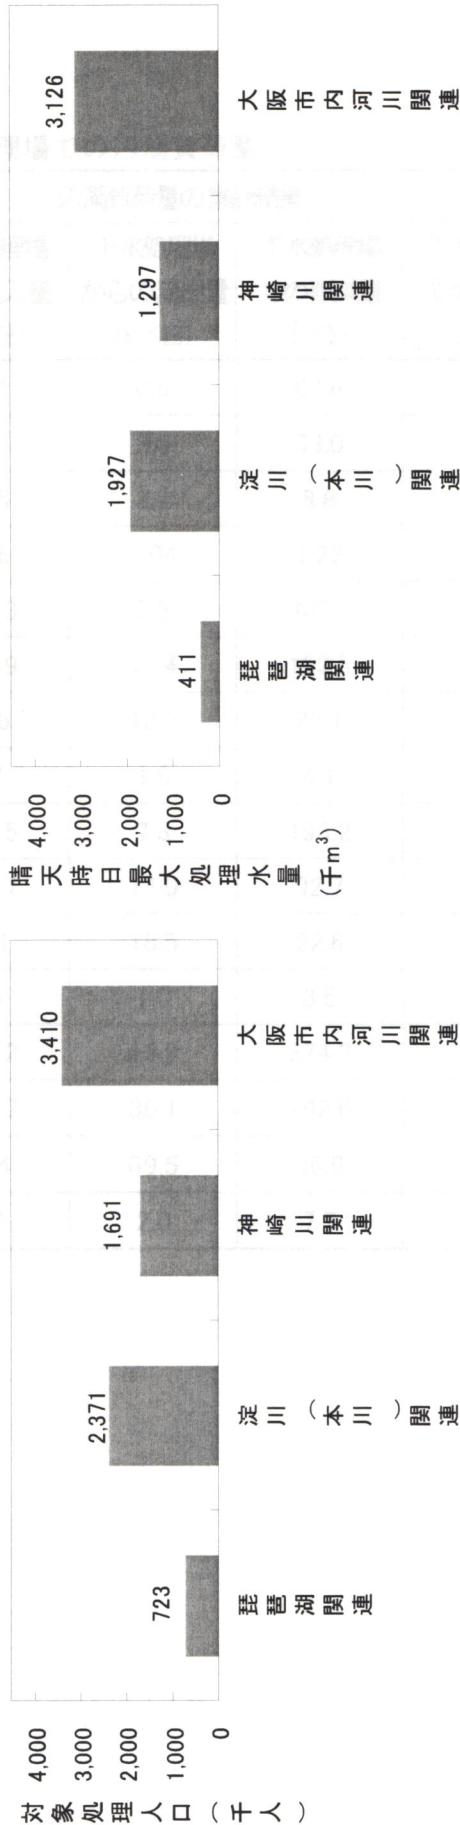 対象処理人口(千人)
4,000
3,000
2,000
1,000
0
723
2,371
1,691
3,410
琵琶湖関連
淀川(本川)関連
神崎川関連
大阪市内河川関連
晴天時日最大処理水量
(千m³)
4,000
3,000
2,000
1,000
0
411
1,927
1,297
3,126
琵琶湖関連
淀川(本川)関連
神崎川関連
大阪市内河川関連